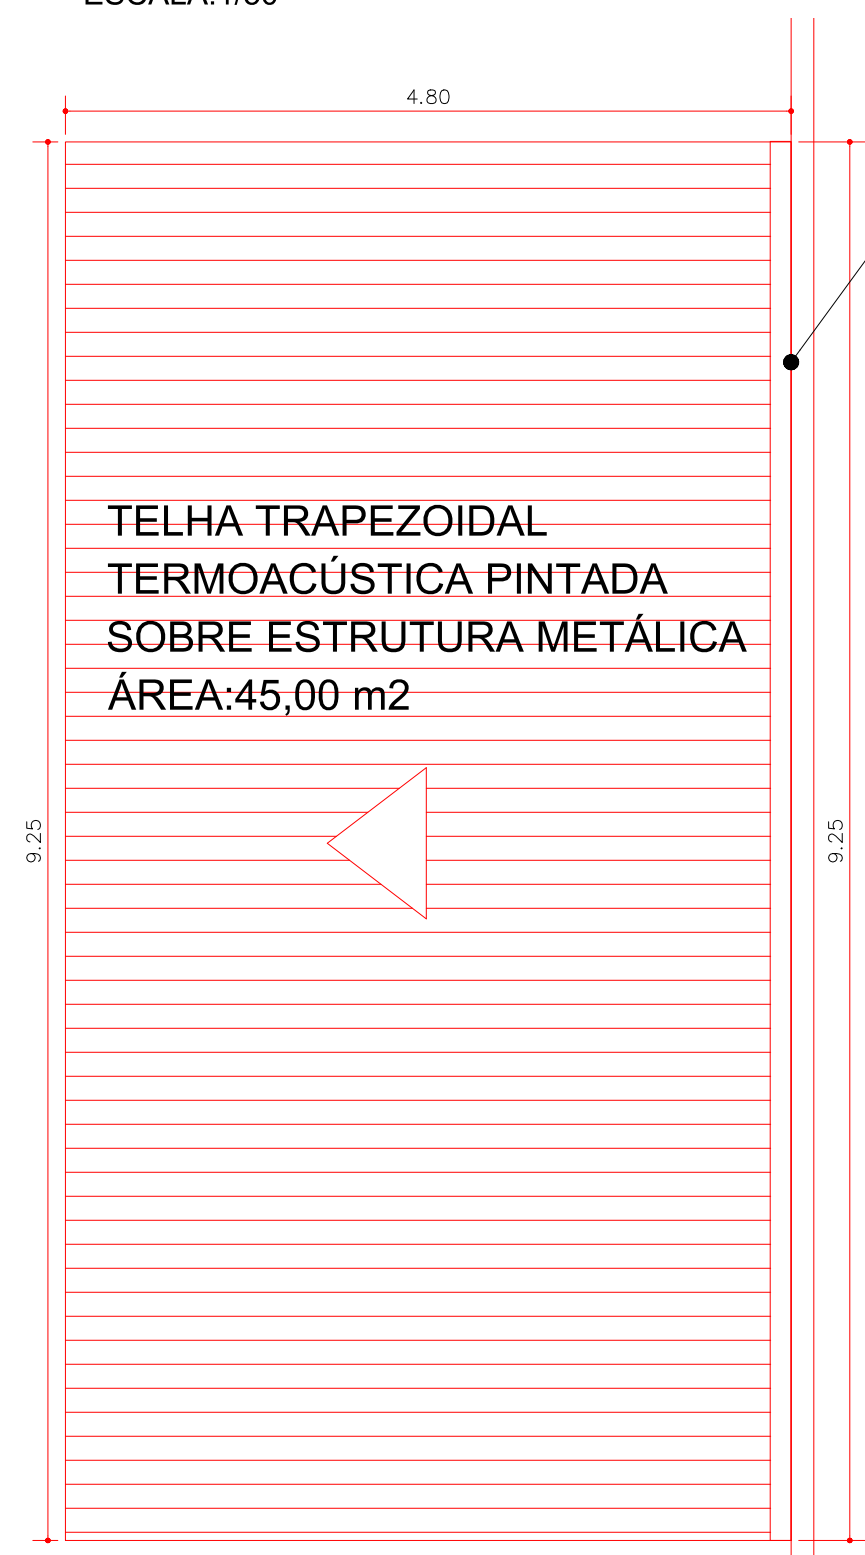 4.80
TELHA TRAPEZOIDAL
TERMOACÚSTICA PINTADA
SOBRE ESTRUTURA METÁLICA
ÁREA:45,00 m2
9.25
9.25